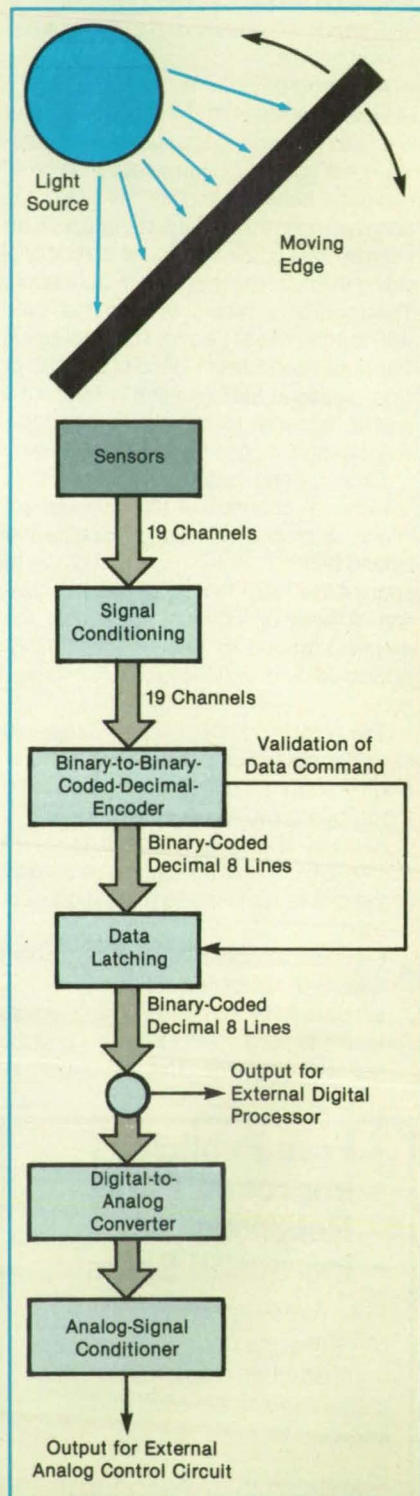 Light
Source
Moving
Edge
Sensors
19 Channels
Signal
Conditioning
19 Channels
Validation of
Data Command
Binary-to-Binary-
Coded-Decimal-
Encoder
Binary-Coded
Decimal 8 Lines
Data
Latching
Binary-Coded
Decimal 8 Lines
Output for
External Digital
Processor
Digital-to-
Analog
Converter
Analog-Signal
Conditioner
Output for External
Analog Control Circuit